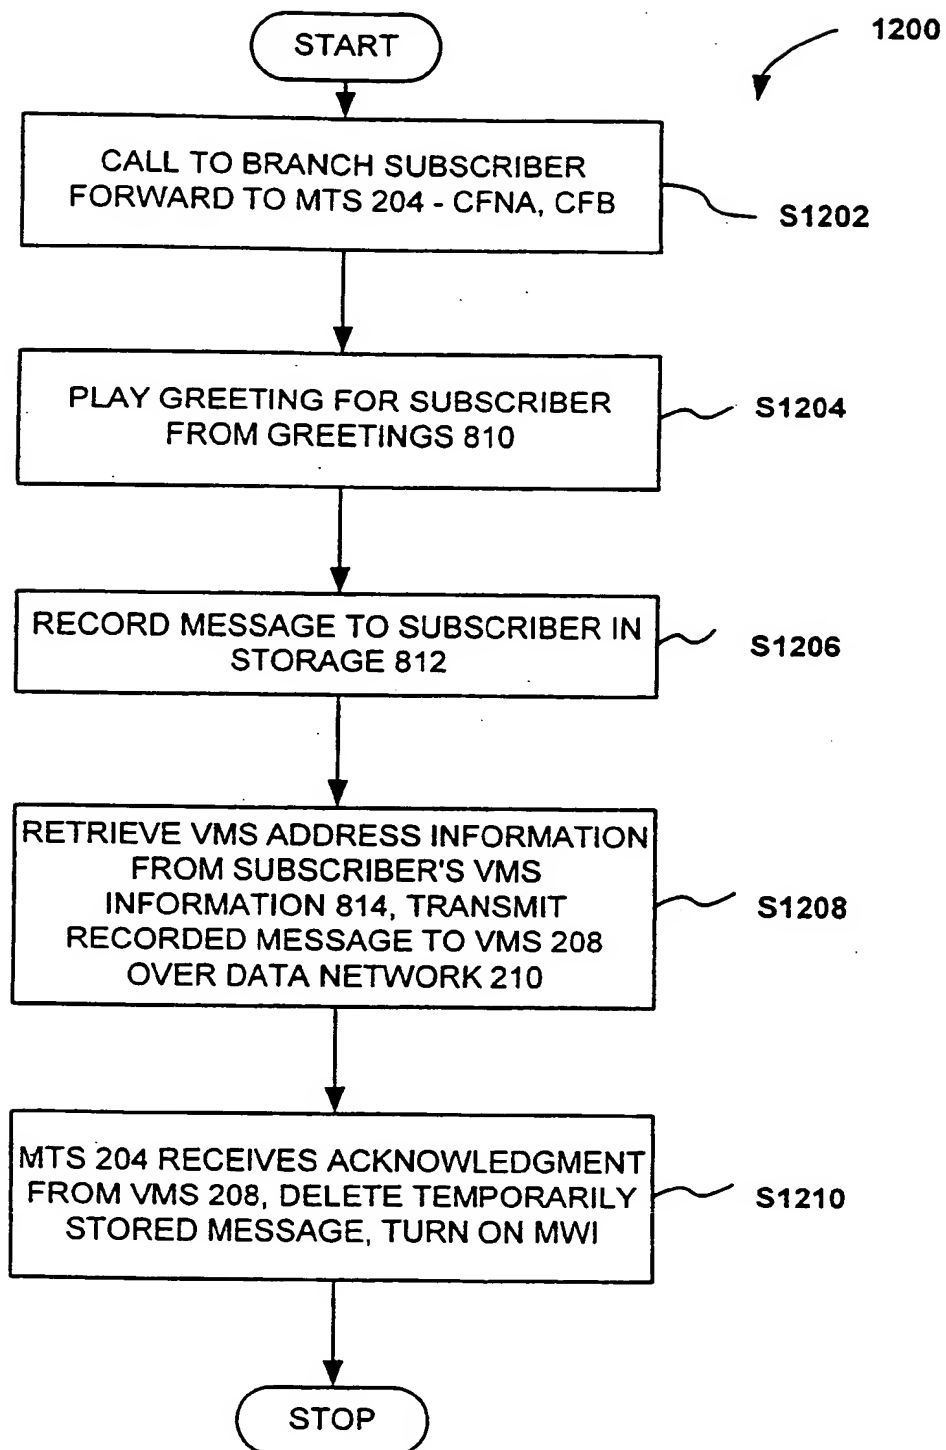 START
1200
CALL TO BRANCH SUBSCRIBER
FORWARD TO MTS 204 - CFNA, CFB
S1202
PLAY GREETING FOR SUBSCRIBER
FROM GREETINGS 810
S1204
RECORD MESSAGE TO SUBSCRIBER IN
STORAGE 812
S1206
RETRIEVE VMS ADDRESS INFORMATION
FROM SUBSCRIBER'S VMS
INFORMATION 814, TRANSMIT
RECORDED MESSAGE TO VMS 208
OVER DATA NETWORK 210
S1208
MTS 204 RECEIVES ACKNOWLEDGMENT
FROM VMS 208, DELETE TEMPORARILY
STORED MESSAGE, TURN ON MWI
S1210
STOP